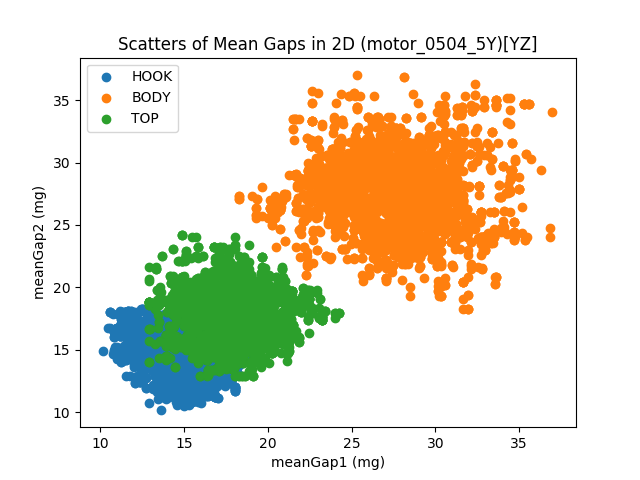 Scatters of Mean Gaps in 2D (motor_0504_5Y)[YZ]
HOOK
BODY
TOP
35
30
25
20
15
10
meanGap2 (mg)
10 15 20 25 30 35
meanGap1 (mg)